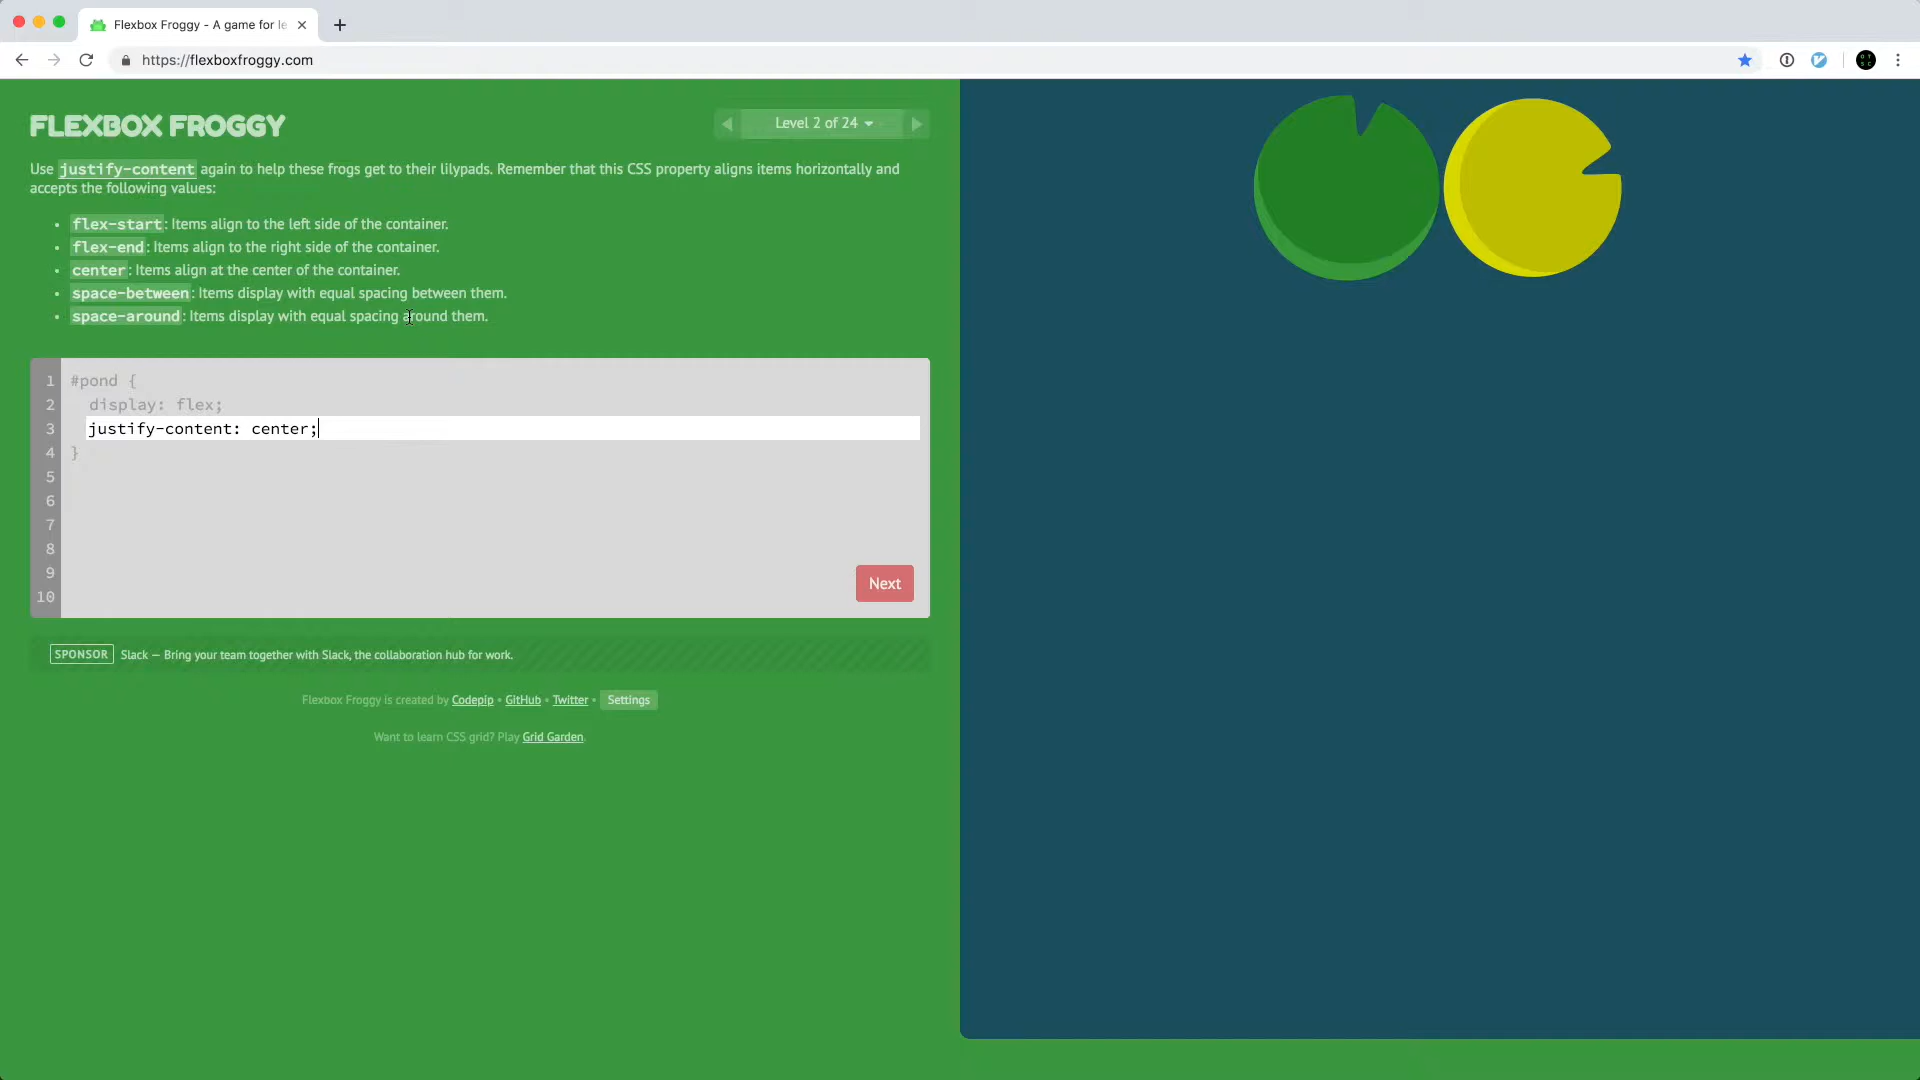 Flexbox Froggy - A game for le
https://flexboxfroggy.com
FLEXBOX FROGGY
Level 2 of 24
Use justify-content again to help these frogs get to their lilypads. Remember that this CSS property aligns items horizontally and
accepts the following values:
• flex-start: Items align to the left side of the container.
• flex-end: Items align to the right side of the container.
• center: Items align at the center of the container.
• space-between: Items display with equal spacing between them.
• space-around: Items display with equal spacing around them.
1 #pond {
2 display: flex;
3 justify-content: center;
4 }
5
6
7
8
9
10
Next
SPONSOR Slack — Bring your team together with Slack, the collaboration hub for work.
Flexbox Froggy is created by Codepip • GitHub • Twitter • Settings
Want to learn CSS grid? Play Grid Garden.